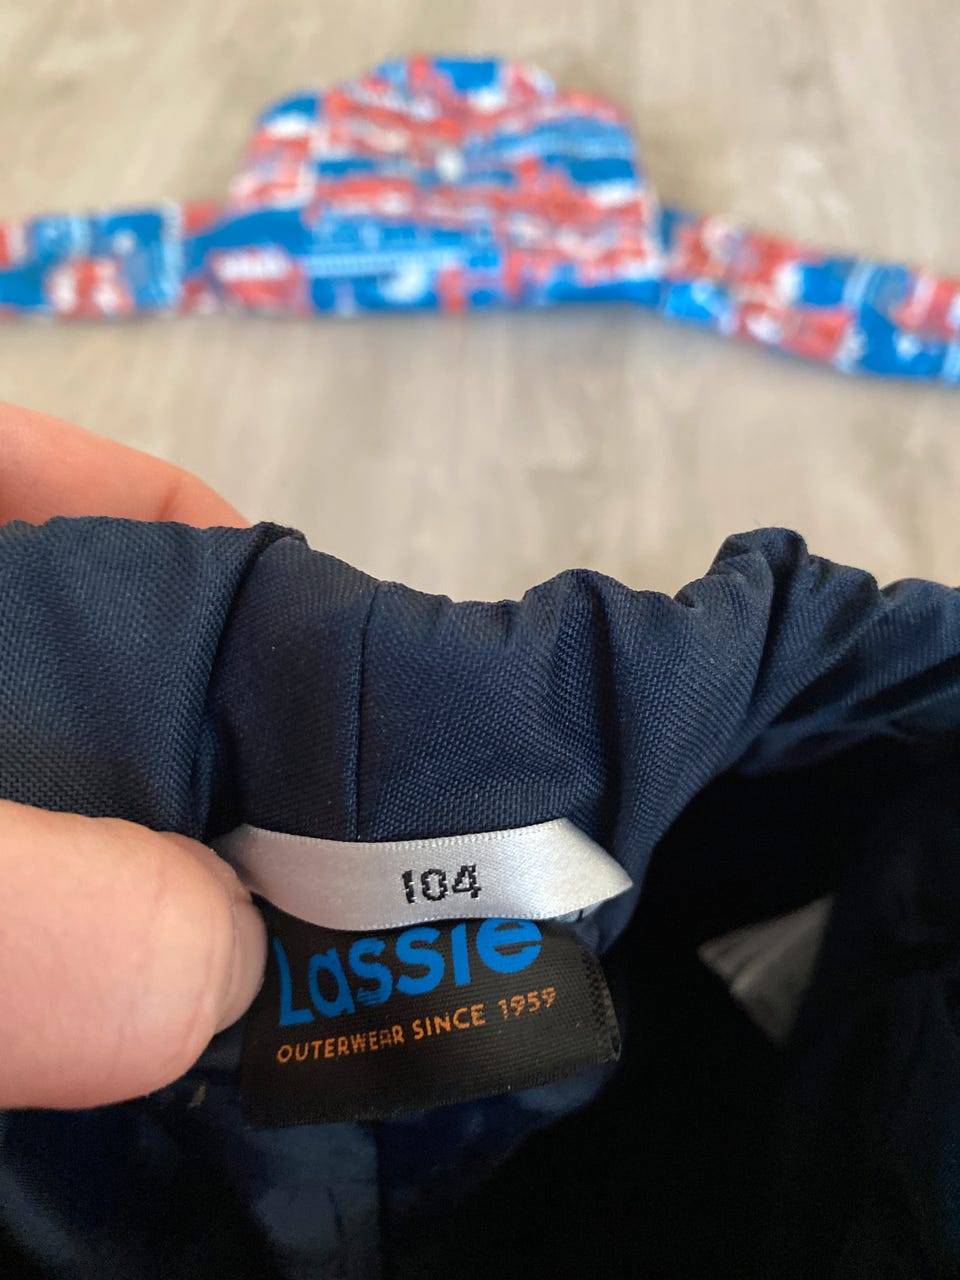 104
Lassie
OUTERWEAR SINCE 1959